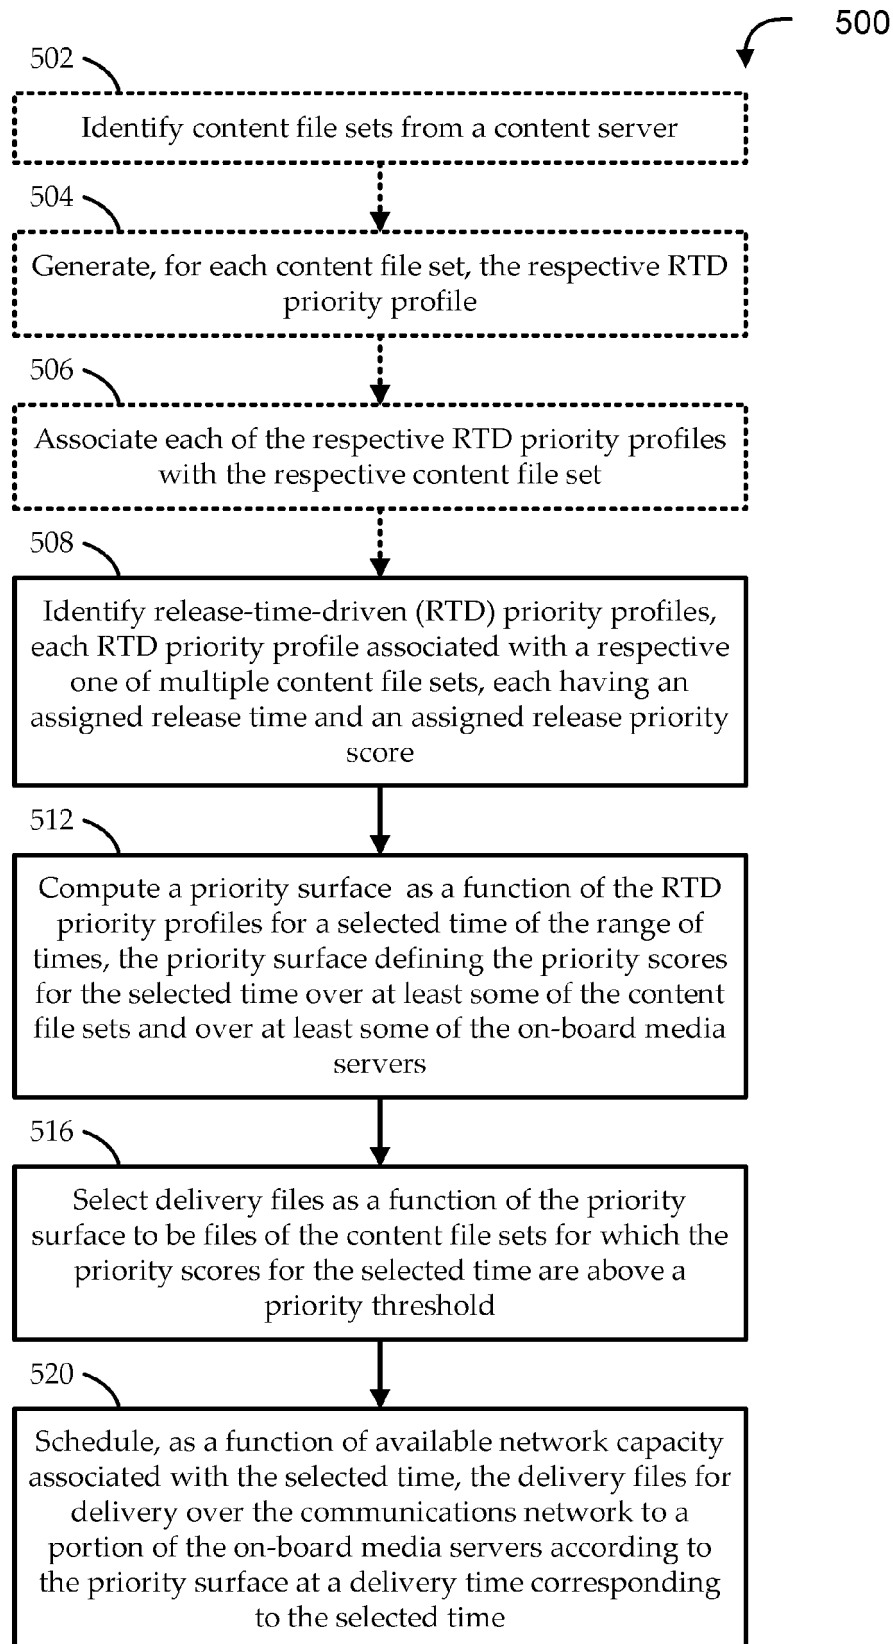 500
502
Identify content file sets from a content server
504
Generate, for each content file set, the respective RTD
priority profile
506
Associate each of the respective RTD priority profiles
with the respective content file set
508
Identify release-time-driven (RTD) priority profiles,
each RTD priority profile associated with a respective
one of multiple content file sets, each having an
assigned release time and an assigned release priority
score
512
Compute a priority surface as a function of the RTD
priority profiles for a selected time of the range of
times, the priority surface defining the priority scores
for the selected time over at least some of the content
file sets and over at least some of the on-board media
servers
516
Select delivery files as a function of the priority
surface to be files of the content file sets for which the
priority scores for the selected time are above a
priority threshold
520
Schedule, as a function of available network capacity
associated with the selected time, the delivery files for
delivery over the communications network to a
portion of the on-board media servers according to
the priority surface at a delivery time corresponding
to the selected time